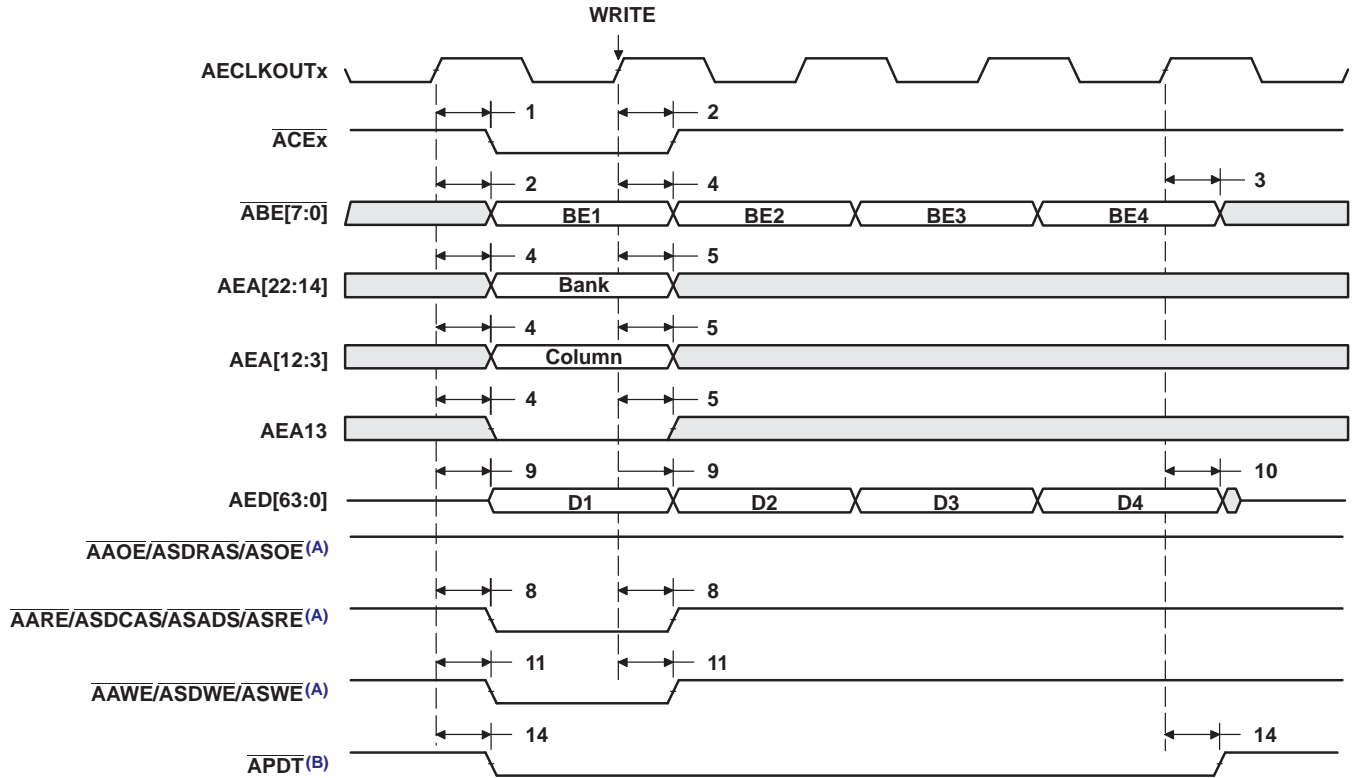 WRITE
AECLKOUTx
1 2
ACEx
2 4 3
ABE[7:0] BE1 BE2 BE3 BE4
4 5
AEA[22:14] Bank
4 5
AEA[12:3] Column
4 5
AEA13
9 9 10
AED[63:0] D1 D2 D3 D4
AAOE/ASDRAS/ASOE(A)
8 8
AARE/ASDCAS/ASADS/ASRE(A)
11 11
AAWE/ASDWE/ASWE(A)
14 14
APDT(B)